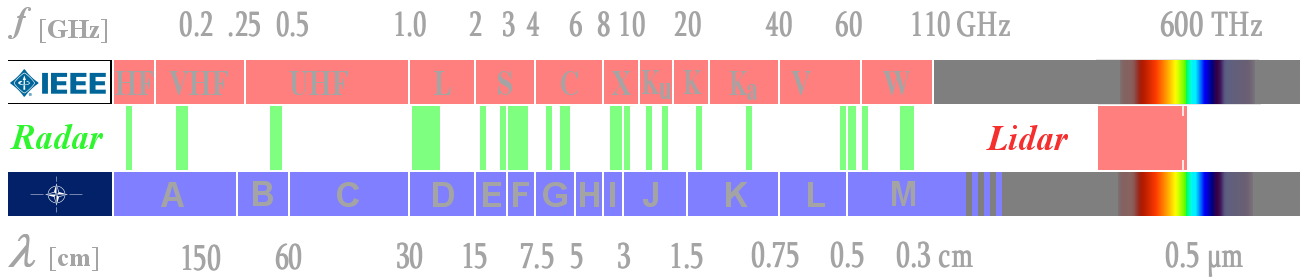 f [GHz] 0.2 .25 0.5 1.0 2 3 4 6 8 10 20 40 60 110 GHz 600 THz
IEEE HF VHF UHF L S C X Ku K Ka V W
Radar Lidar
A B C D E F G H I J K L M
λ [cm] 150 60 30 15 7.5 5 3 1.5 0.75 0.5 0.3 cm 0.5 µm